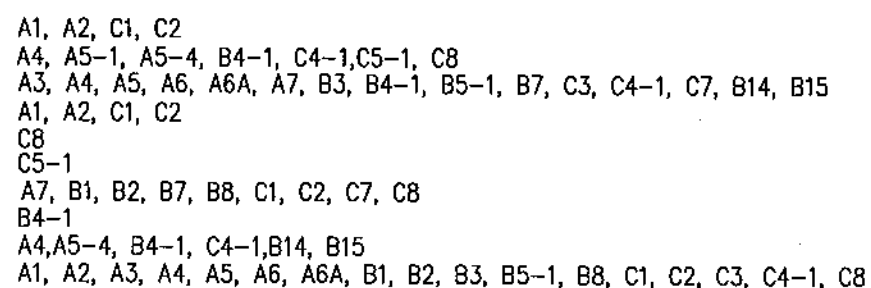 A1, A2, C1, C2
A4, A5-1, A5-4, B4-1, C4-1,C5-1, C8
A3, A4, A5, A6, A6A, A7, B3, B4-1, B5-1, B7, C3, C4-1, C7, B14, B15
A1, A2, C1, C2
C8
C5-1
A7, B1, B2, B7, B8, C1, C2, C7, C8
B4-1
A4,A5-4, B4-1, C4-1,B14, B15
A1, A2, A3, A4, A5, A6, A6A, B1, B2, B3, B5-1, B8, C1, C2, C3, C4-1, C8